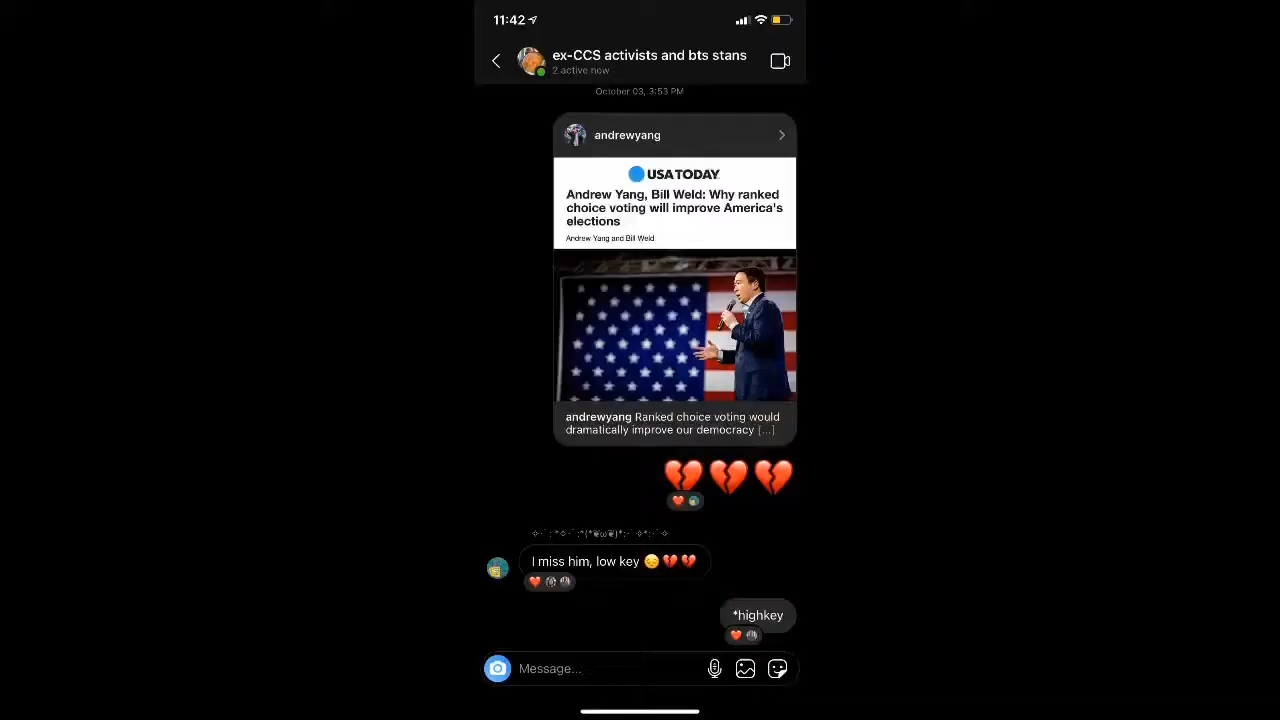 11:42
ex-CCS activists and bts stans
2 active now
October 03, 3:53 PM
andrewyang
USA TODAY
Andrew Yang, Bill Weld: Why ranked
choice voting will improve America's
elections
Andrew Yang and Bill Weld
andrewyang Ranked choice voting would
dramatically improve our democracy [...]
💔💔💔
I miss him, low key 😔💔💔
*highkey
Message...